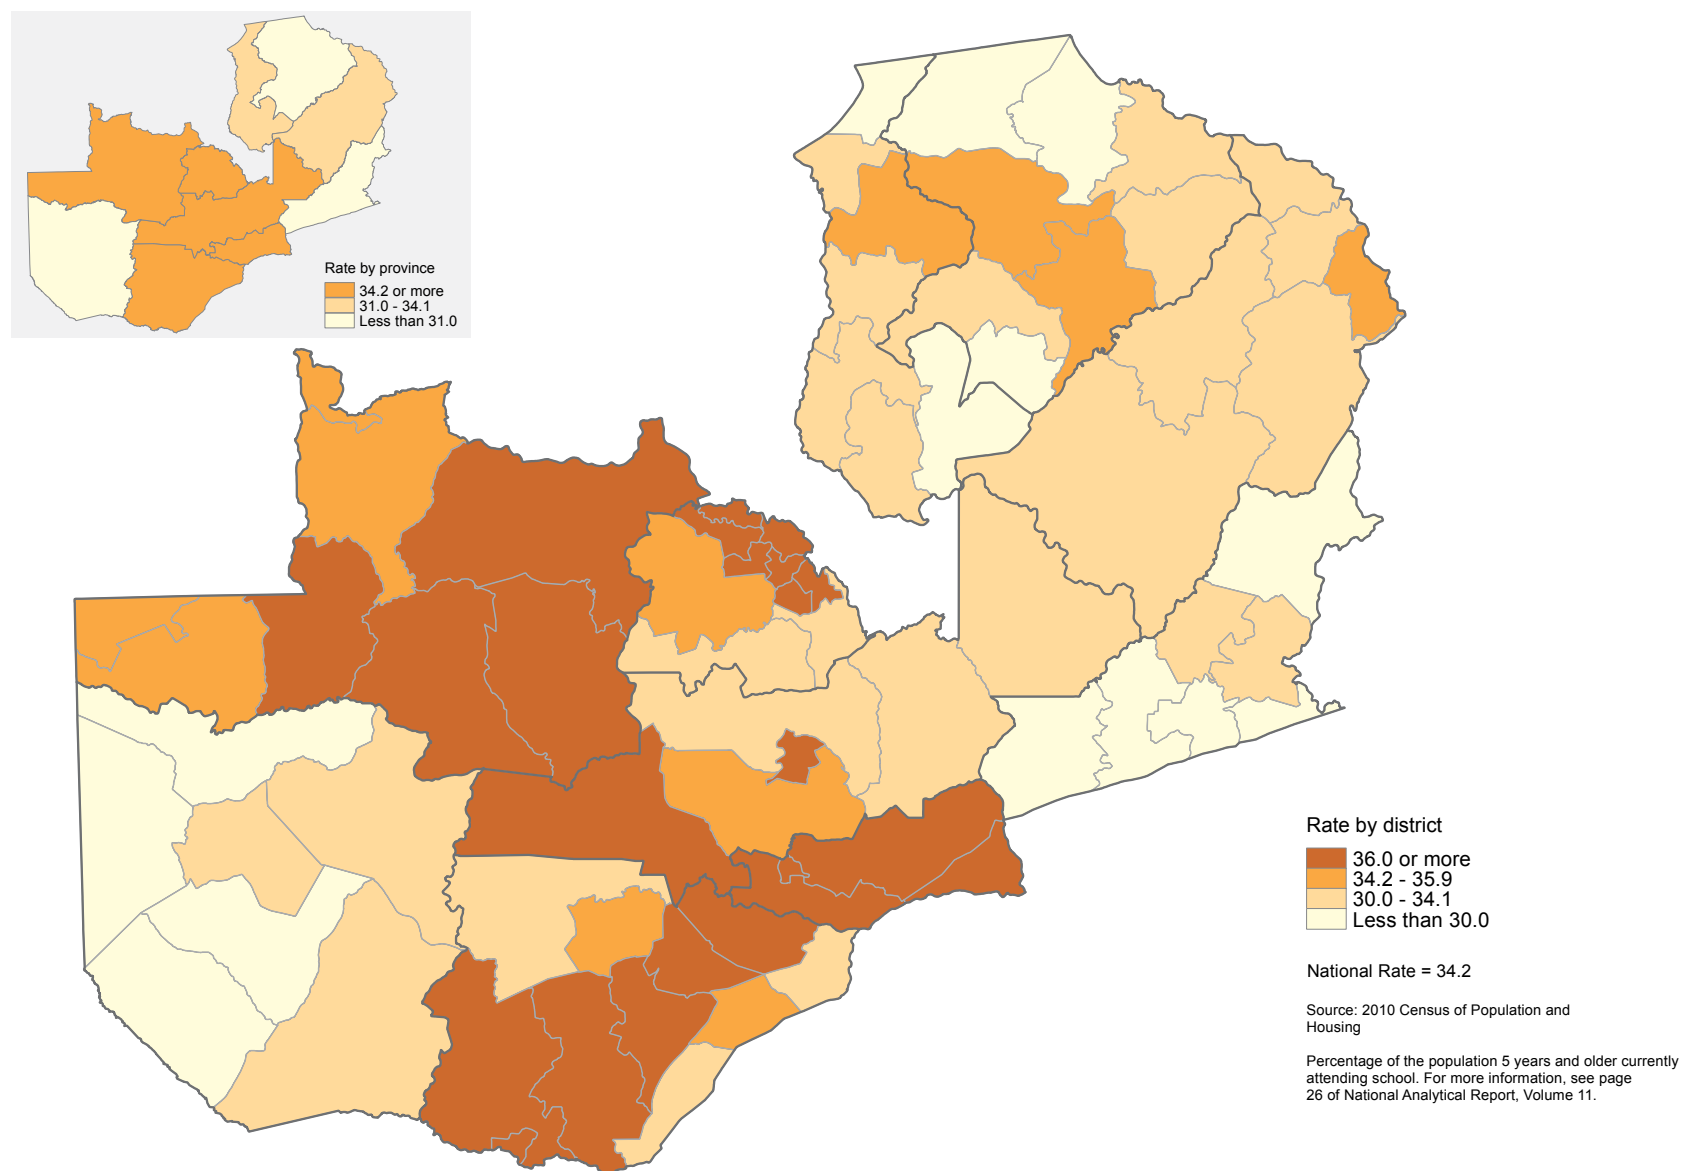 Rate by province
34.2 or more
31.0 - 34.1
Less than 31.0
Rate by district
36.0 or more
34.2 - 35.9
30.0 - 34.1
Less than 30.0
National Rate = 34.2
Source: 2010 Census of Population and
Housing
Percentage of the population 5 years and older currently
attending school. For more information, see page
26 of National Analytical Report, Volume 11.